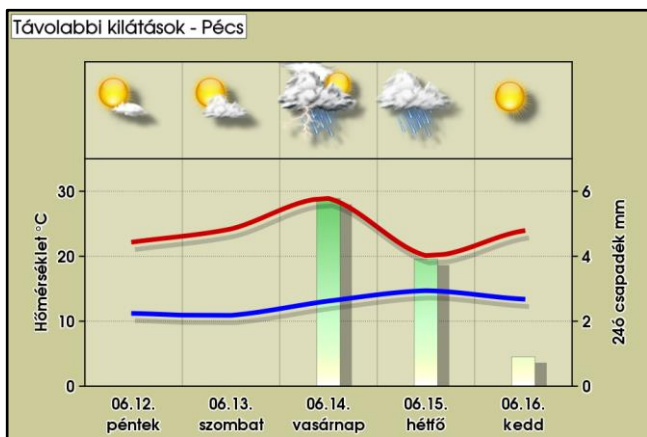 Távolabbi kilátások - Pécs
Hőmérséklet °C
30
20
10
0
6
4
2
0
24ó csapadék mm
06.12. 06.13. 06.14. 06.15. 06.16.
péntek szombat vasárnap hétfő kedd